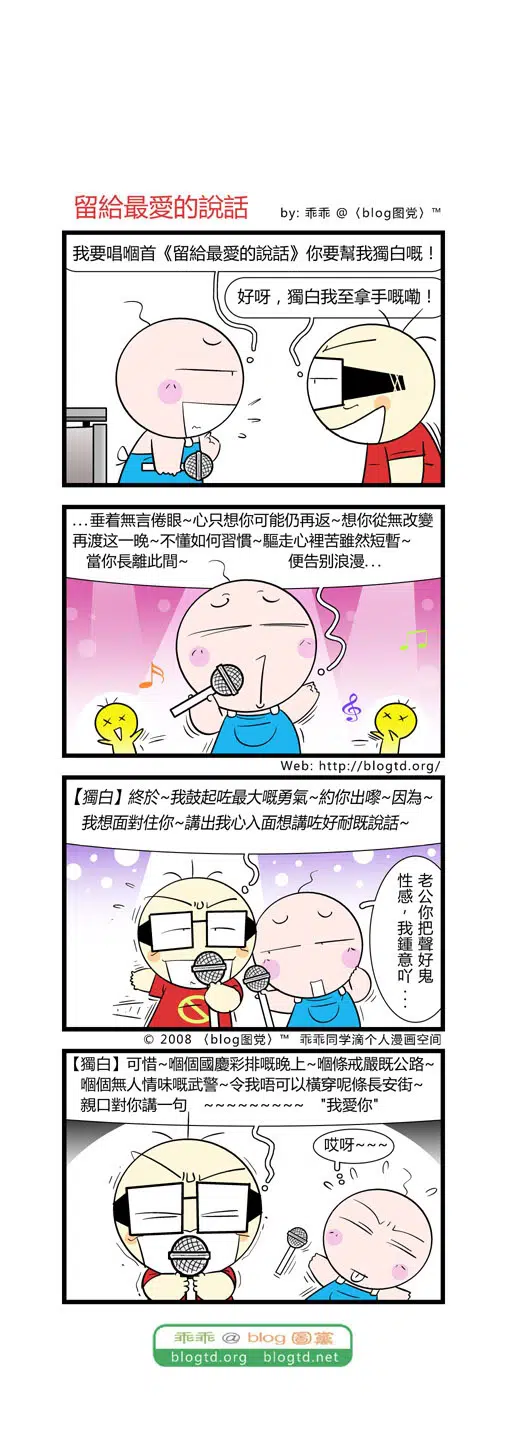 留給最愛的說話
by: 乖乖 @〈blog图党〉™
我要唱嗰首《留給最愛的說話》你要幫我獨白嘅！
好呀，獨白我至拿手嘅嘞！
...垂着無言倦眼~心只想你可能仍再返~想你從無改變
再渡这一晚~不懂如何習慣~驅走心裡苦雖然短暫~
當你長離此間~ 便告别浪漫...
Web: http://blogtd.org/
【獨白】終於~我鼓起咗最大嘅勇氣~約你出嚟~因為~
我想面對住你~講出我心入面想講咗好耐既說話~
老公你把聲好鬼
性感，我鍾意吖...
© 2008 〈blog图党〉™ 乖乖同学滴个人漫画空间
【獨白】可惜~嗰個國慶彩排嘅晚上~嗰條戒嚴既公路~
嗰個無人情味嘅武警~令我唔可以橫穿呢條長安街~
親口對你講一句 ~~~~~~~~~ "我愛你"
哎呀~~~
乖乖 @ blog 圖黨
blogtd.org blogtd.net